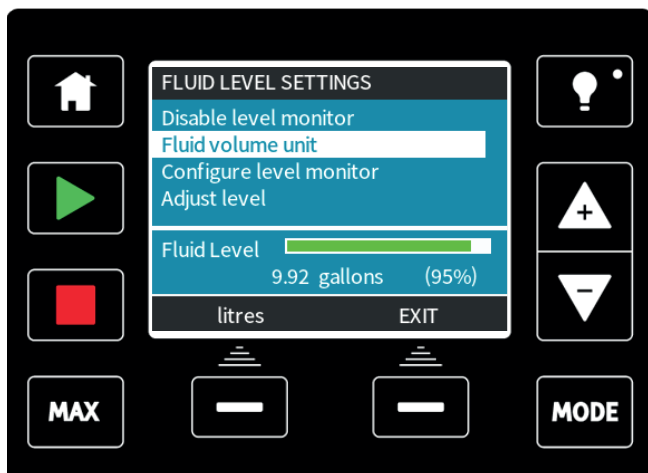 FLUID LEVEL SETTINGS
Disable level monitor
Fluid volume unit
Configure level monitor
Adjust level
+
Fluid Level
9.92 gallons (95%)
-
litres EXIT
MAX
MODE